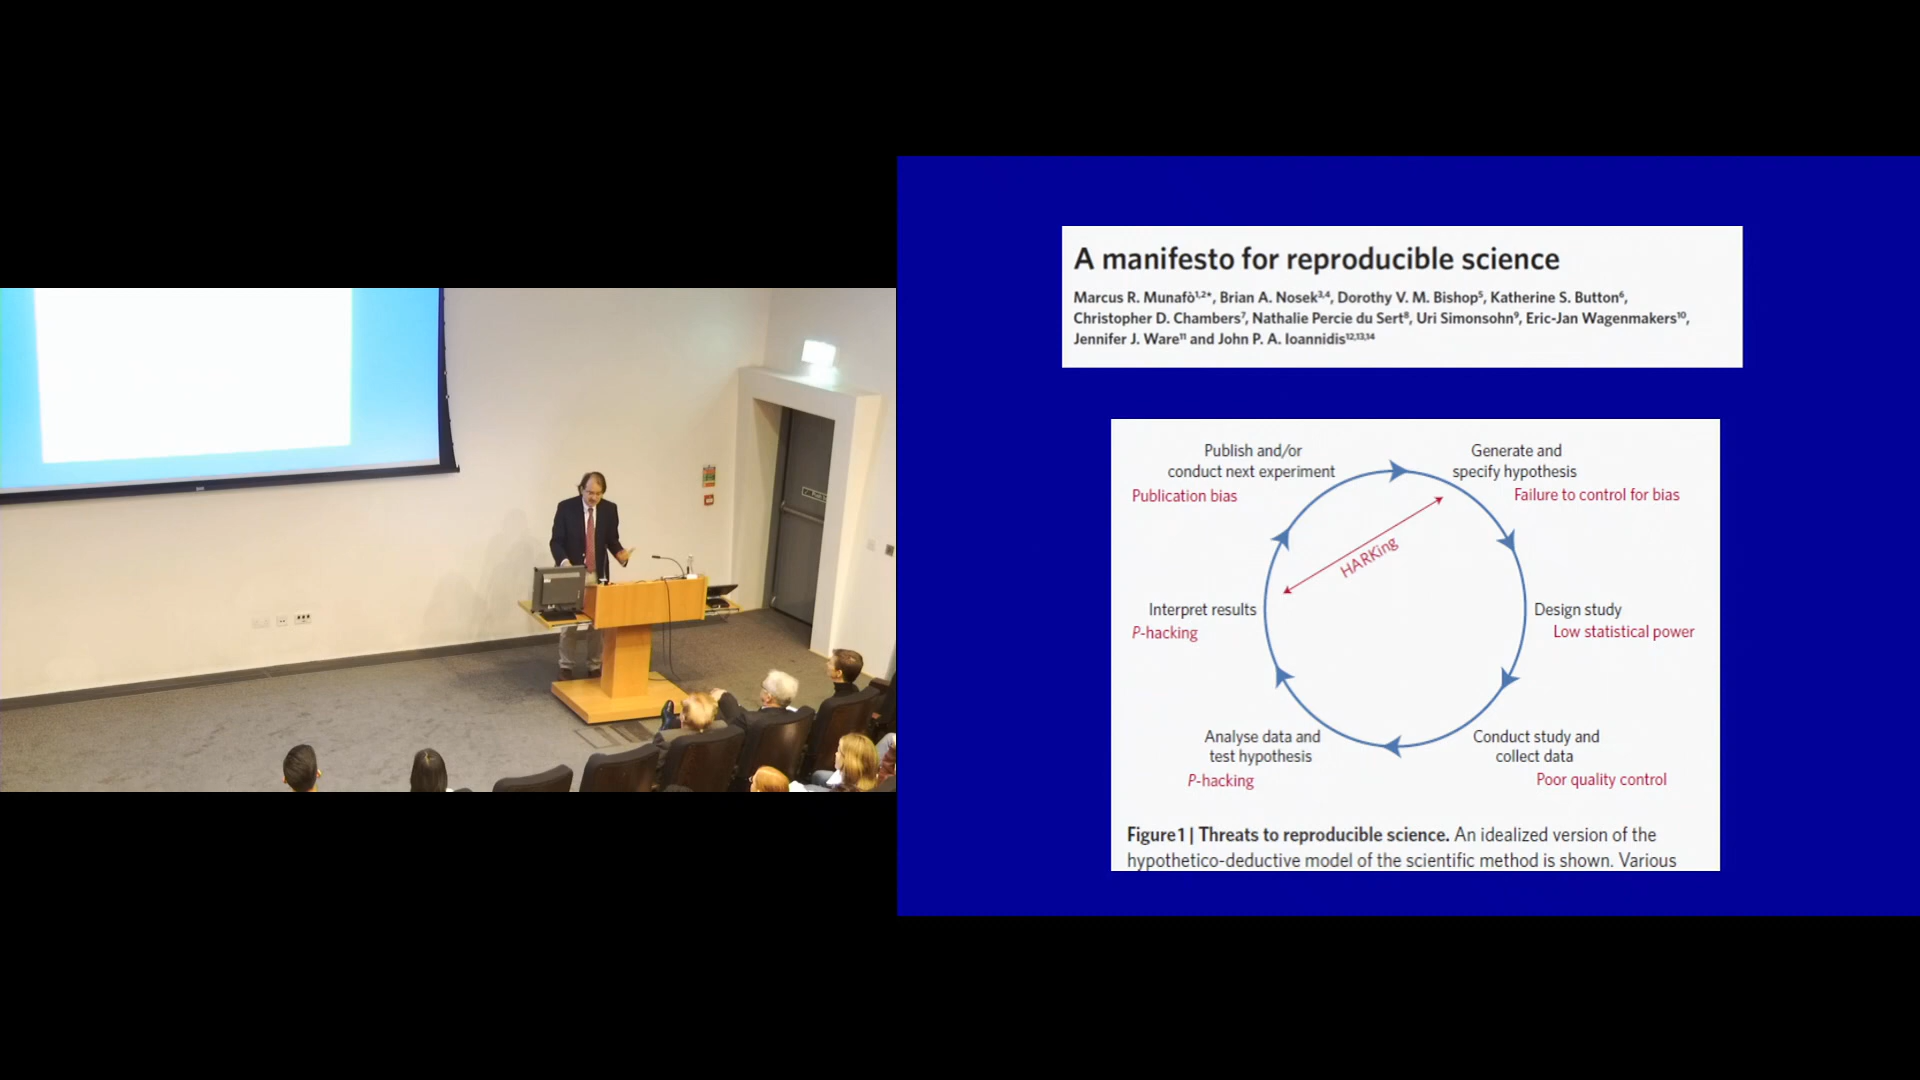 A manifesto for reproducible science
Marcus R. Munafò1,2*, Brian A. Nosek3,4, Dorothy V. M. Bishop5, Katherine S. Button6,
Christopher D. Chambers7, Nathalie Percie du Sert8, Uri Simonsohn9, Eric-Jan Wagenmakers10,
Jennifer J. Ware11 and John P. A. Ioannidis12,13,14
Publish and/or
conduct next experiment
Publication bias
Generate and
specify hypothesis
Failure to control for bias
HARKing
Interpret results
P-hacking
Design study
Low statistical power
Analyse data and
test hypothesis
P-hacking
Conduct study and
collect data
Poor quality control
Figure 1 | Threats to reproducible science. An idealized version of the
hypothetico-deductive model of the scientific method is shown. Various